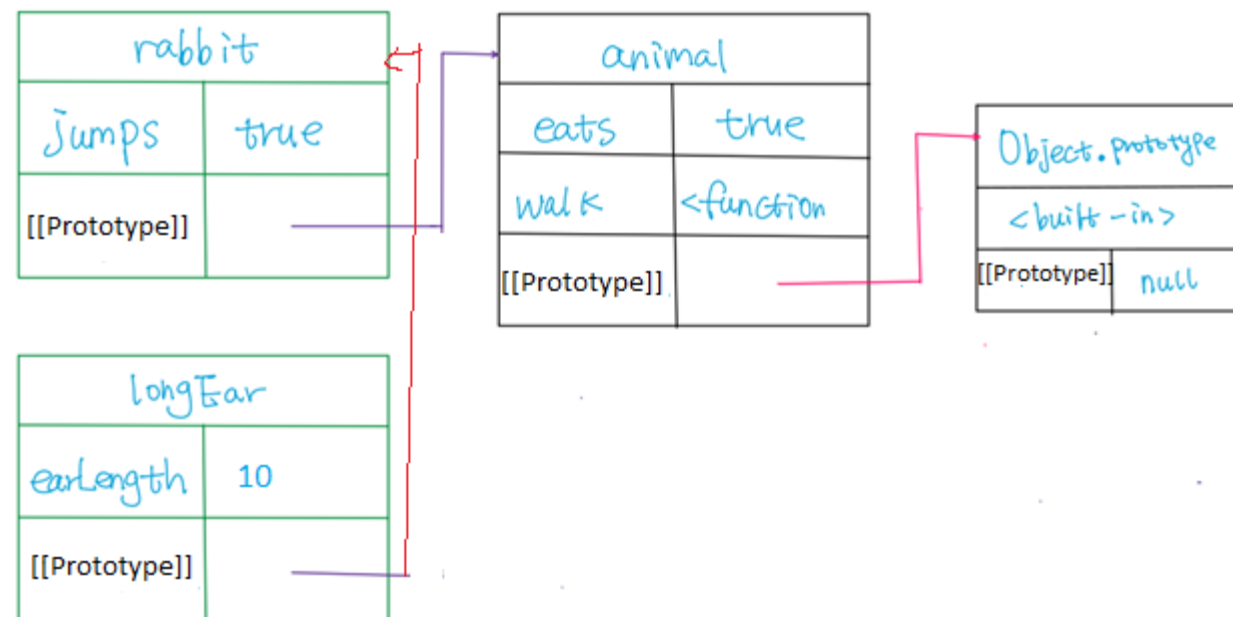 rabbit
jumps true
[[Prototype]]
animal
eats true
walk <function
[[Prototype]]
Object.prototype
<built-in>
[[Prototype]] null
longEar
earLength 10
[[Prototype]]